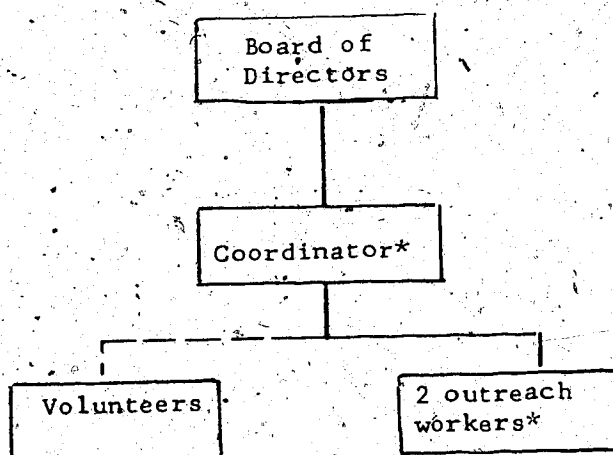 Board of
Directors
Coordinator*
Volunteers
2 outreach
workers*